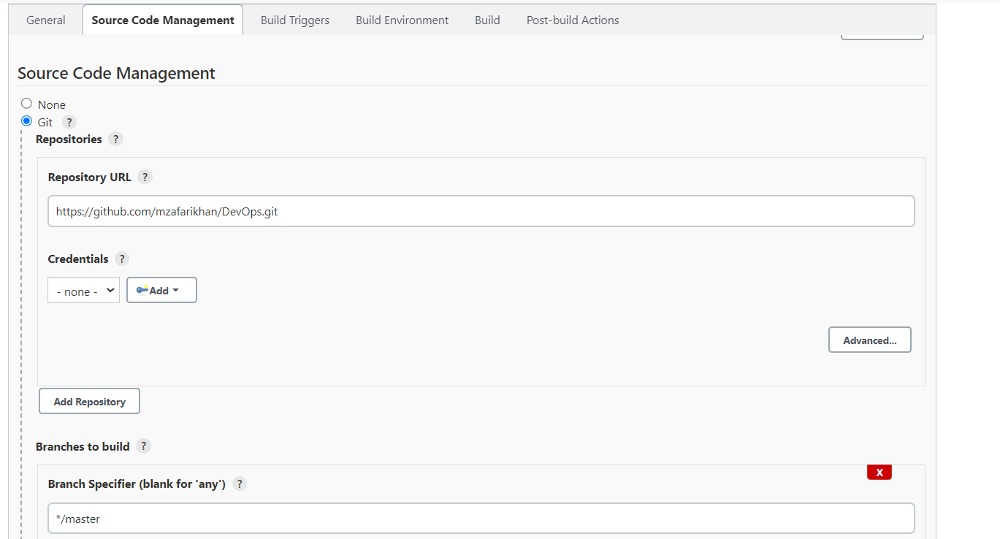 General Source Code Management Build Triggers Build Environment Build Post-build Actions
Source Code Management
None
Git ?
Repositories ?
Repository URL ?
https://github.com/mzafarikhan/DevOps.git
Credentials ?
- none - Add
Advanced...
Add Repository
Branches to build ?
X
Branch Specifier (blank for 'any') ?
*/master